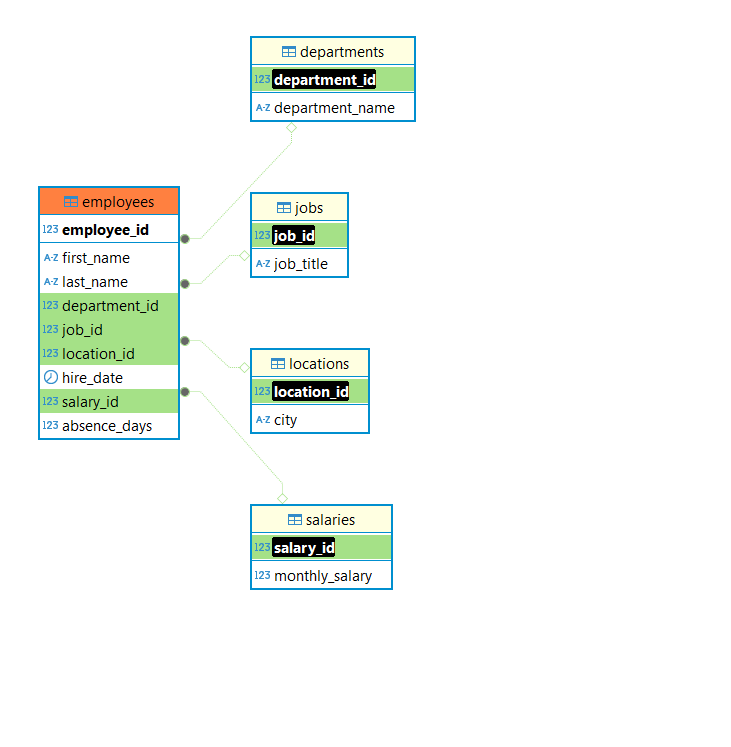 departments
123 department_id
A-Z department_name
employees
123 employee_id
A-Z first_name
A-Z last_name
123 department_id
123 job_id
123 location_id
hire_date
123 salary_id
123 absence_days
jobs
123 job_id
A-Z job_title
locations
123 location_id
A-Z city
salaries
123 salary_id
123 monthly_salary